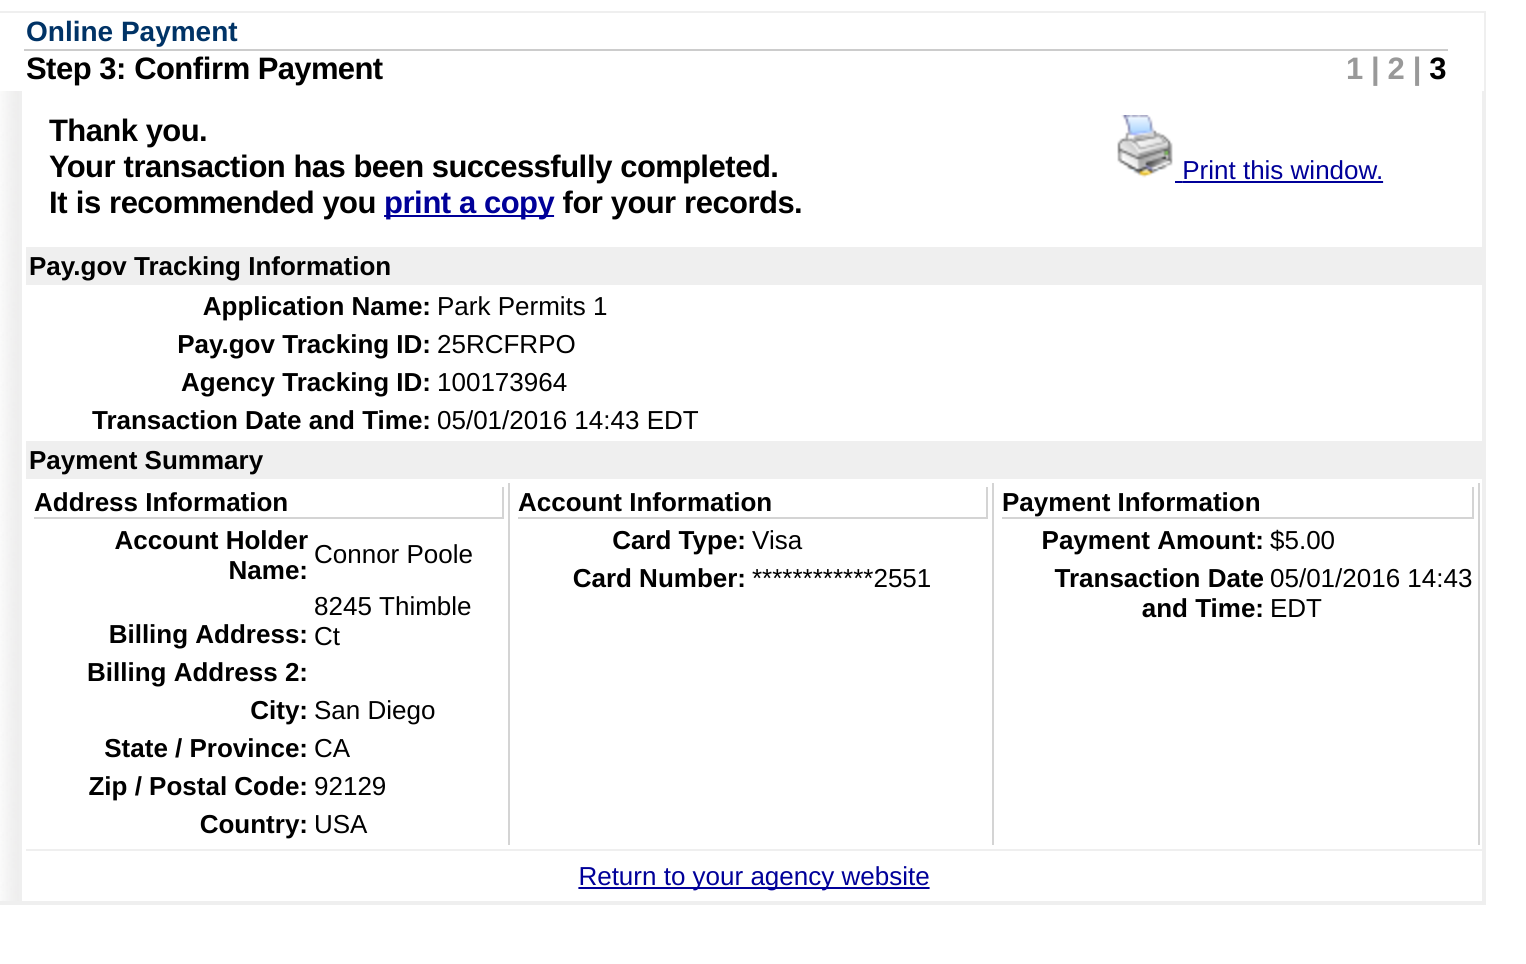 Online Payment
Step 3: Confirm Payment 1 | 2 | 3
Thank you.
Your transaction has been successfully completed.
It is recommended you print a copy for your records.
Print this window.
Pay.gov Tracking Information
Application Name: Park Permits 1
Pay.gov Tracking ID: 25RCFRPO
Agency Tracking ID: 100173964
Transaction Date and Time: 05/01/2016 14:43 EDT
Payment Summary
Address Information
Account Holder
Name: Connor Poole
8245 Thimble
Billing Address: Ct
Billing Address 2:
City: San Diego
State / Province: CA
Zip / Postal Code: 92129
Country: USA
Account Information
Card Type: Visa
Card Number: ************2551
Payment Information
Payment Amount: $5.00
Transaction Date 05/01/2016 14:43
and Time: EDT
Return to your agency website